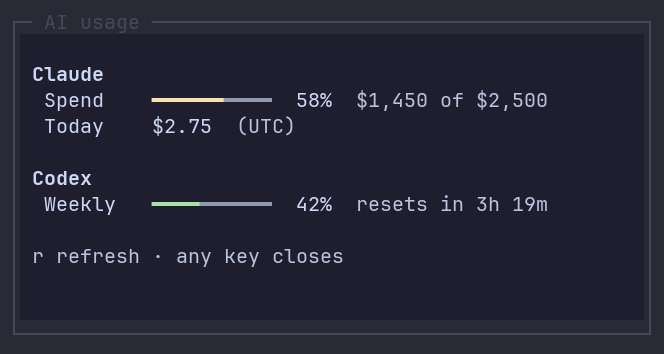 AI usage
Claude
Spend 58% $1,450 of $2,500
Today $2.75 (UTC)
Codex
Weekly 42% resets in 3h 19m
r refresh · any key closes